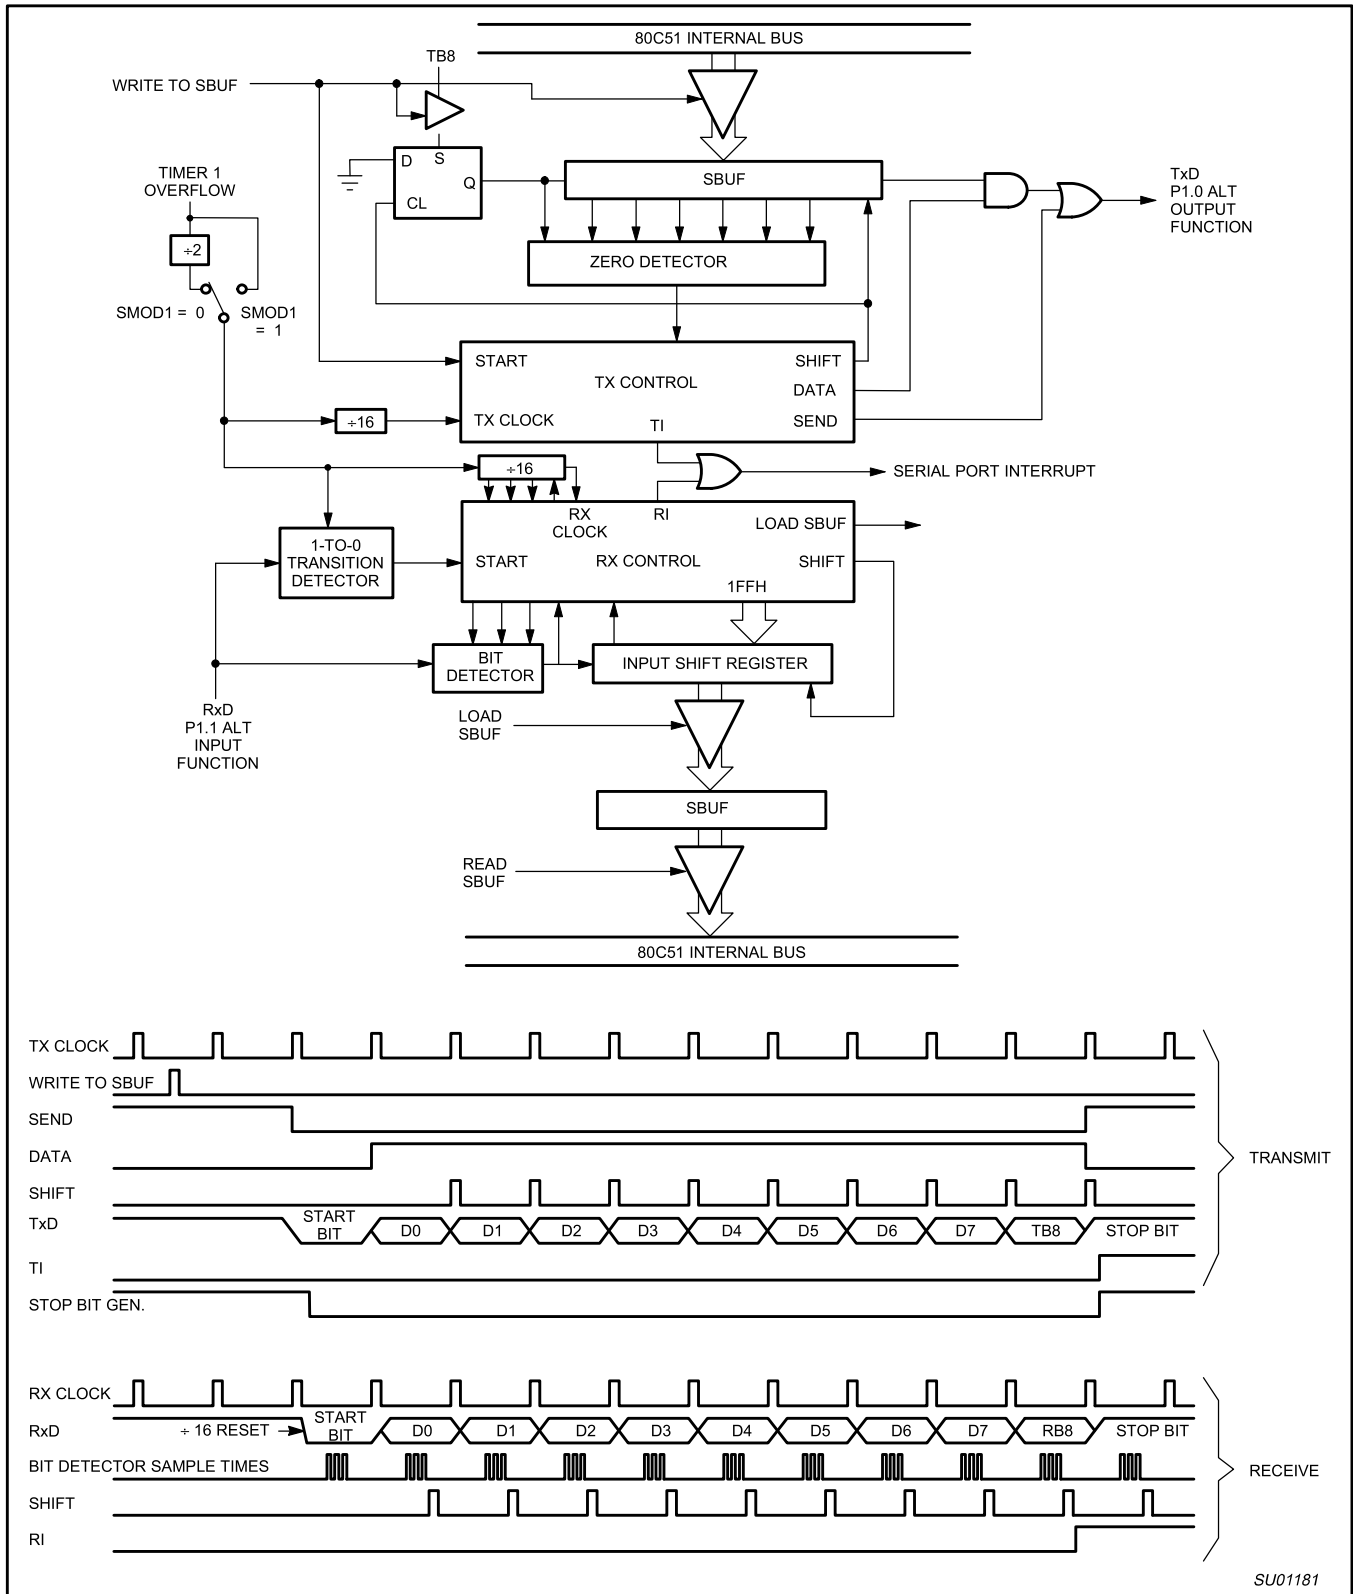 80C51 INTERNAL BUS
TB8
WRITE TO SBUF
D
S
Q
CL
SBUF
TxD
P1.0 ALT
OUTPUT
FUNCTION
TIMER 1
OVERFLOW
÷2
ZERO DETECTOR
SMOD1 = 0
SMOD1
= 1
START
SHIFT
TX CONTROL
DATA
÷16
TX CLOCK
TI
SEND
÷16
SERIAL PORT INTERRUPT
RX
CLOCK
RI
LOAD SBUF
1-TO-0
TRANSITION
DETECTOR
START
RX CONTROL
SHIFT
1FFH
BIT
DETECTOR
INPUT SHIFT REGISTER
RxD
P1.1 ALT
INPUT
FUNCTION
LOAD
SBUF
SBUF
READ
SBUF
80C51 INTERNAL BUS
TX CLOCK
WRITE TO SBUF
SEND
DATA
TRANSMIT
SHIFT
TxD
START
BIT
D0
D1
D2
D3
D4
D5
D6
D7
TB8
STOP BIT
TI
STOP BIT GEN.
RX CLOCK
RxD
÷ 16 RESET
START
BIT
D0
D1
D2
D3
D4
D5
D6
D7
RB8
STOP BIT
BIT DETECTOR SAMPLE TIMES
RECEIVE
SHIFT
RI
SU01181